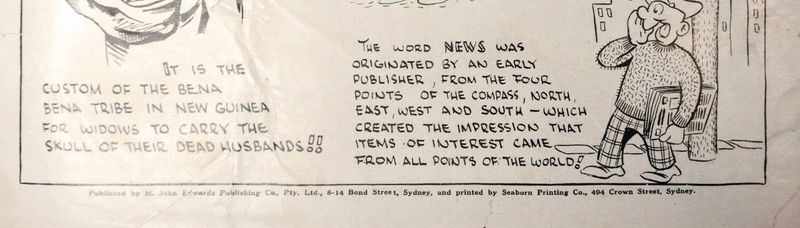 IT IS THE
CUSTOM OF THE BENA
BENA TRIBE IN NEW GUINEA
FOR WIDOWS TO CARRY THE
SKULL OF THEIR DEAD HUSBANDS!!
THE WORD NEWS WAS
ORIGINATED BY AN EARLY
PUBLISHER, FROM THE FOUR
POINTS OF THE COMPASS, NORTH,
EAST, WEST AND SOUTH - WHICH
CREATED THE IMPRESSION THAT
ITEMS OF INTEREST CAME
FROM ALL POINTS OF THE WORLD!
Published by H. John Edwards Publishing Co., Pty. Ltd., 8-14 Bond Street, Sydney, and printed by Seaborn Printing Co., 494 Crown Street, Sydney.